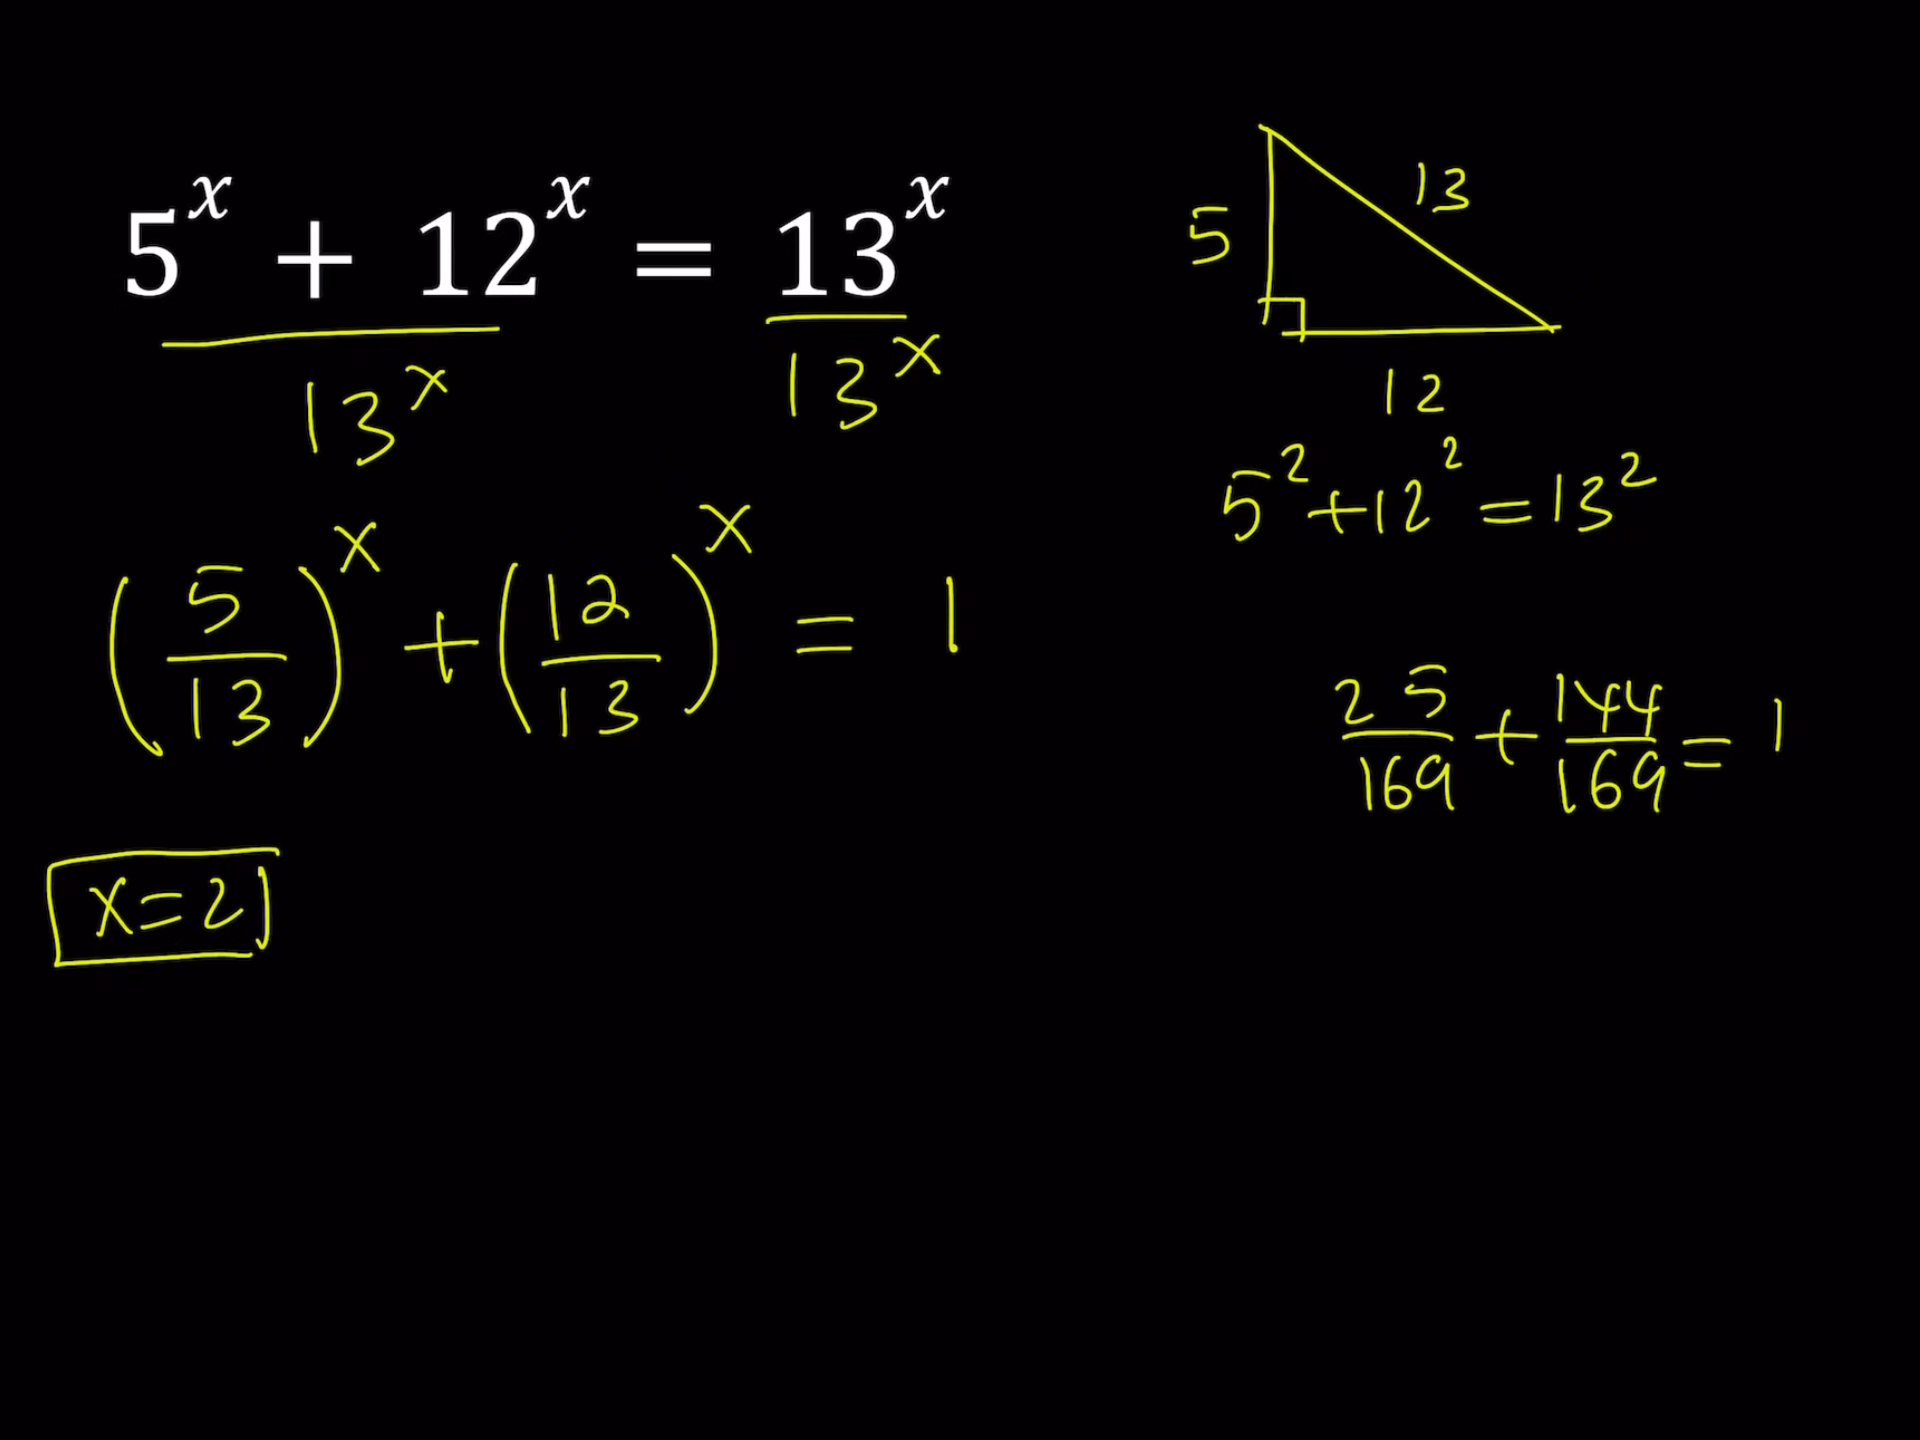 5^x + 12^x = 13^x
13^x 13^x
(5/13)^x + (12/13)^x = 1
x=2
5
13
12
5^2+12^2=13^2
25/169 + 144/169 = 1